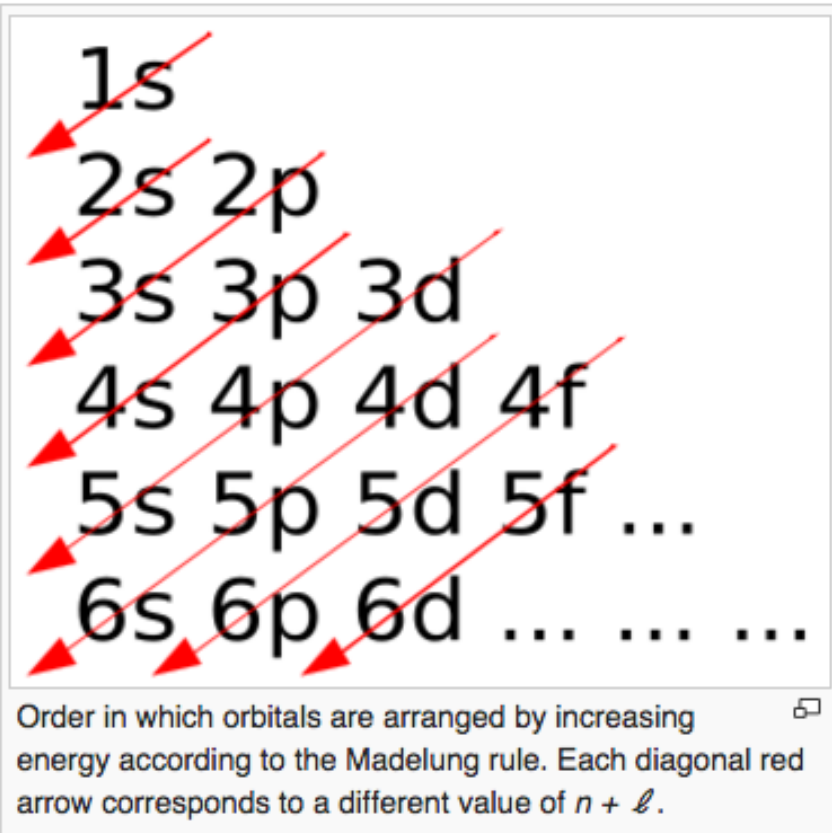 1s
2s 2p
3s 3p 3d
4s 4p 4d 4f
5s 5p 5d 5f ...
6s 6p 6d ... ... ...
Order in which orbitals are arranged by increasing
energy according to the Madelung rule. Each diagonal red
arrow corresponds to a different value of n + ℓ.